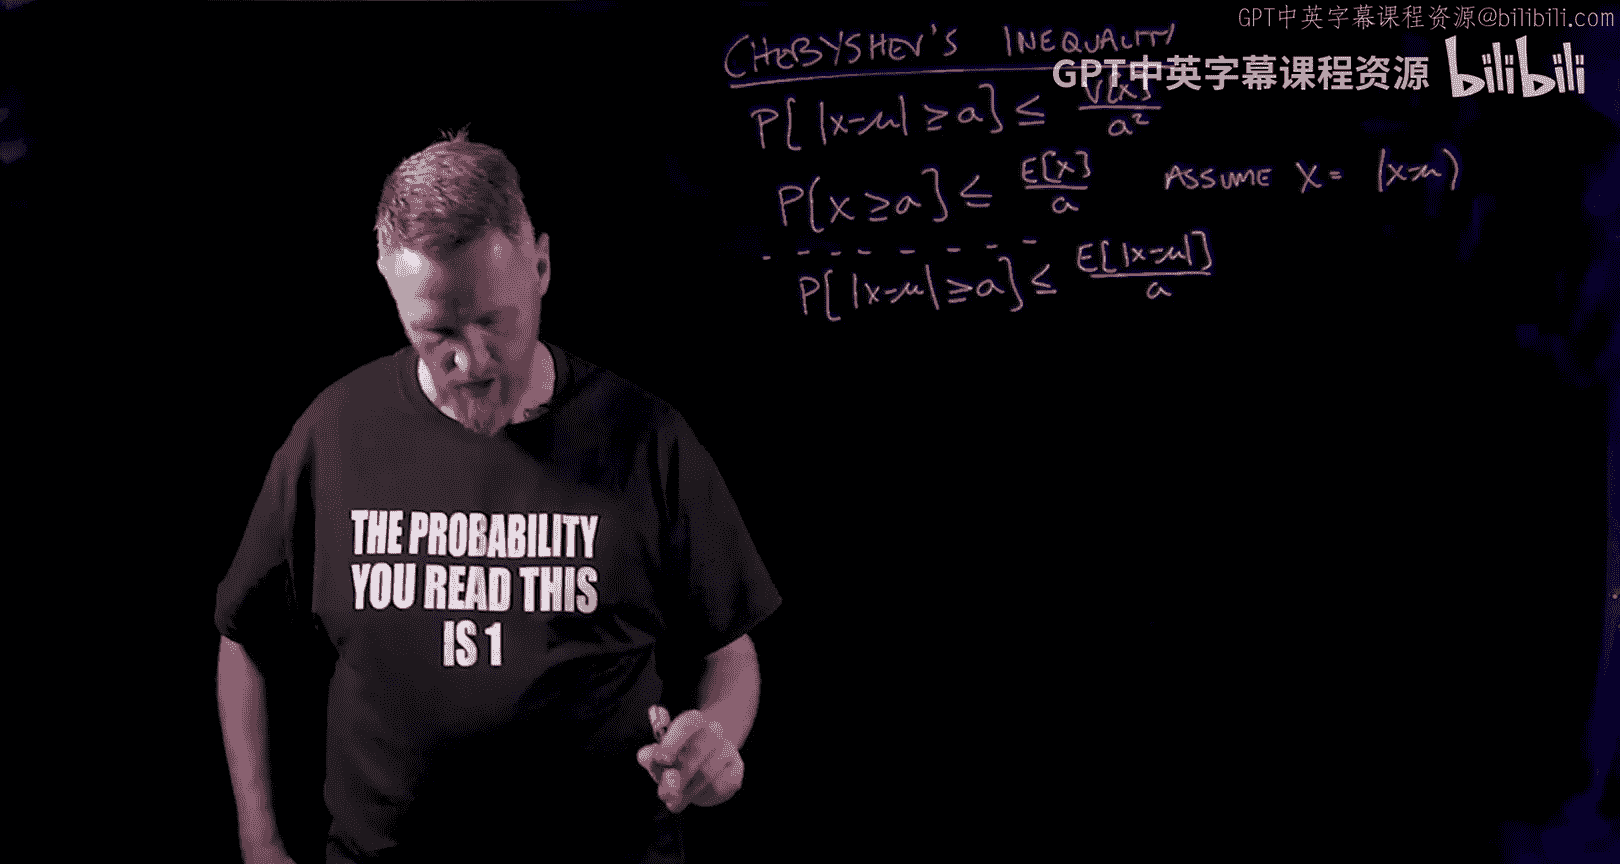 GPT中英字幕课程资源@bilibili.com
CHEBYSHEV'S INEQUALITY
GPT中英字幕课程资源 bilibili
P[ |x-μ| ≥ a ] ≤ V[x] / a²
P[ x ≥ a ] ≤ E[x] / a ASSUME X = |x-μ|
P[ |x-μ| ≥ a ] ≤ E[|x-μ|] / a
THE PROBABILITY
YOU READ THIS
IS 1